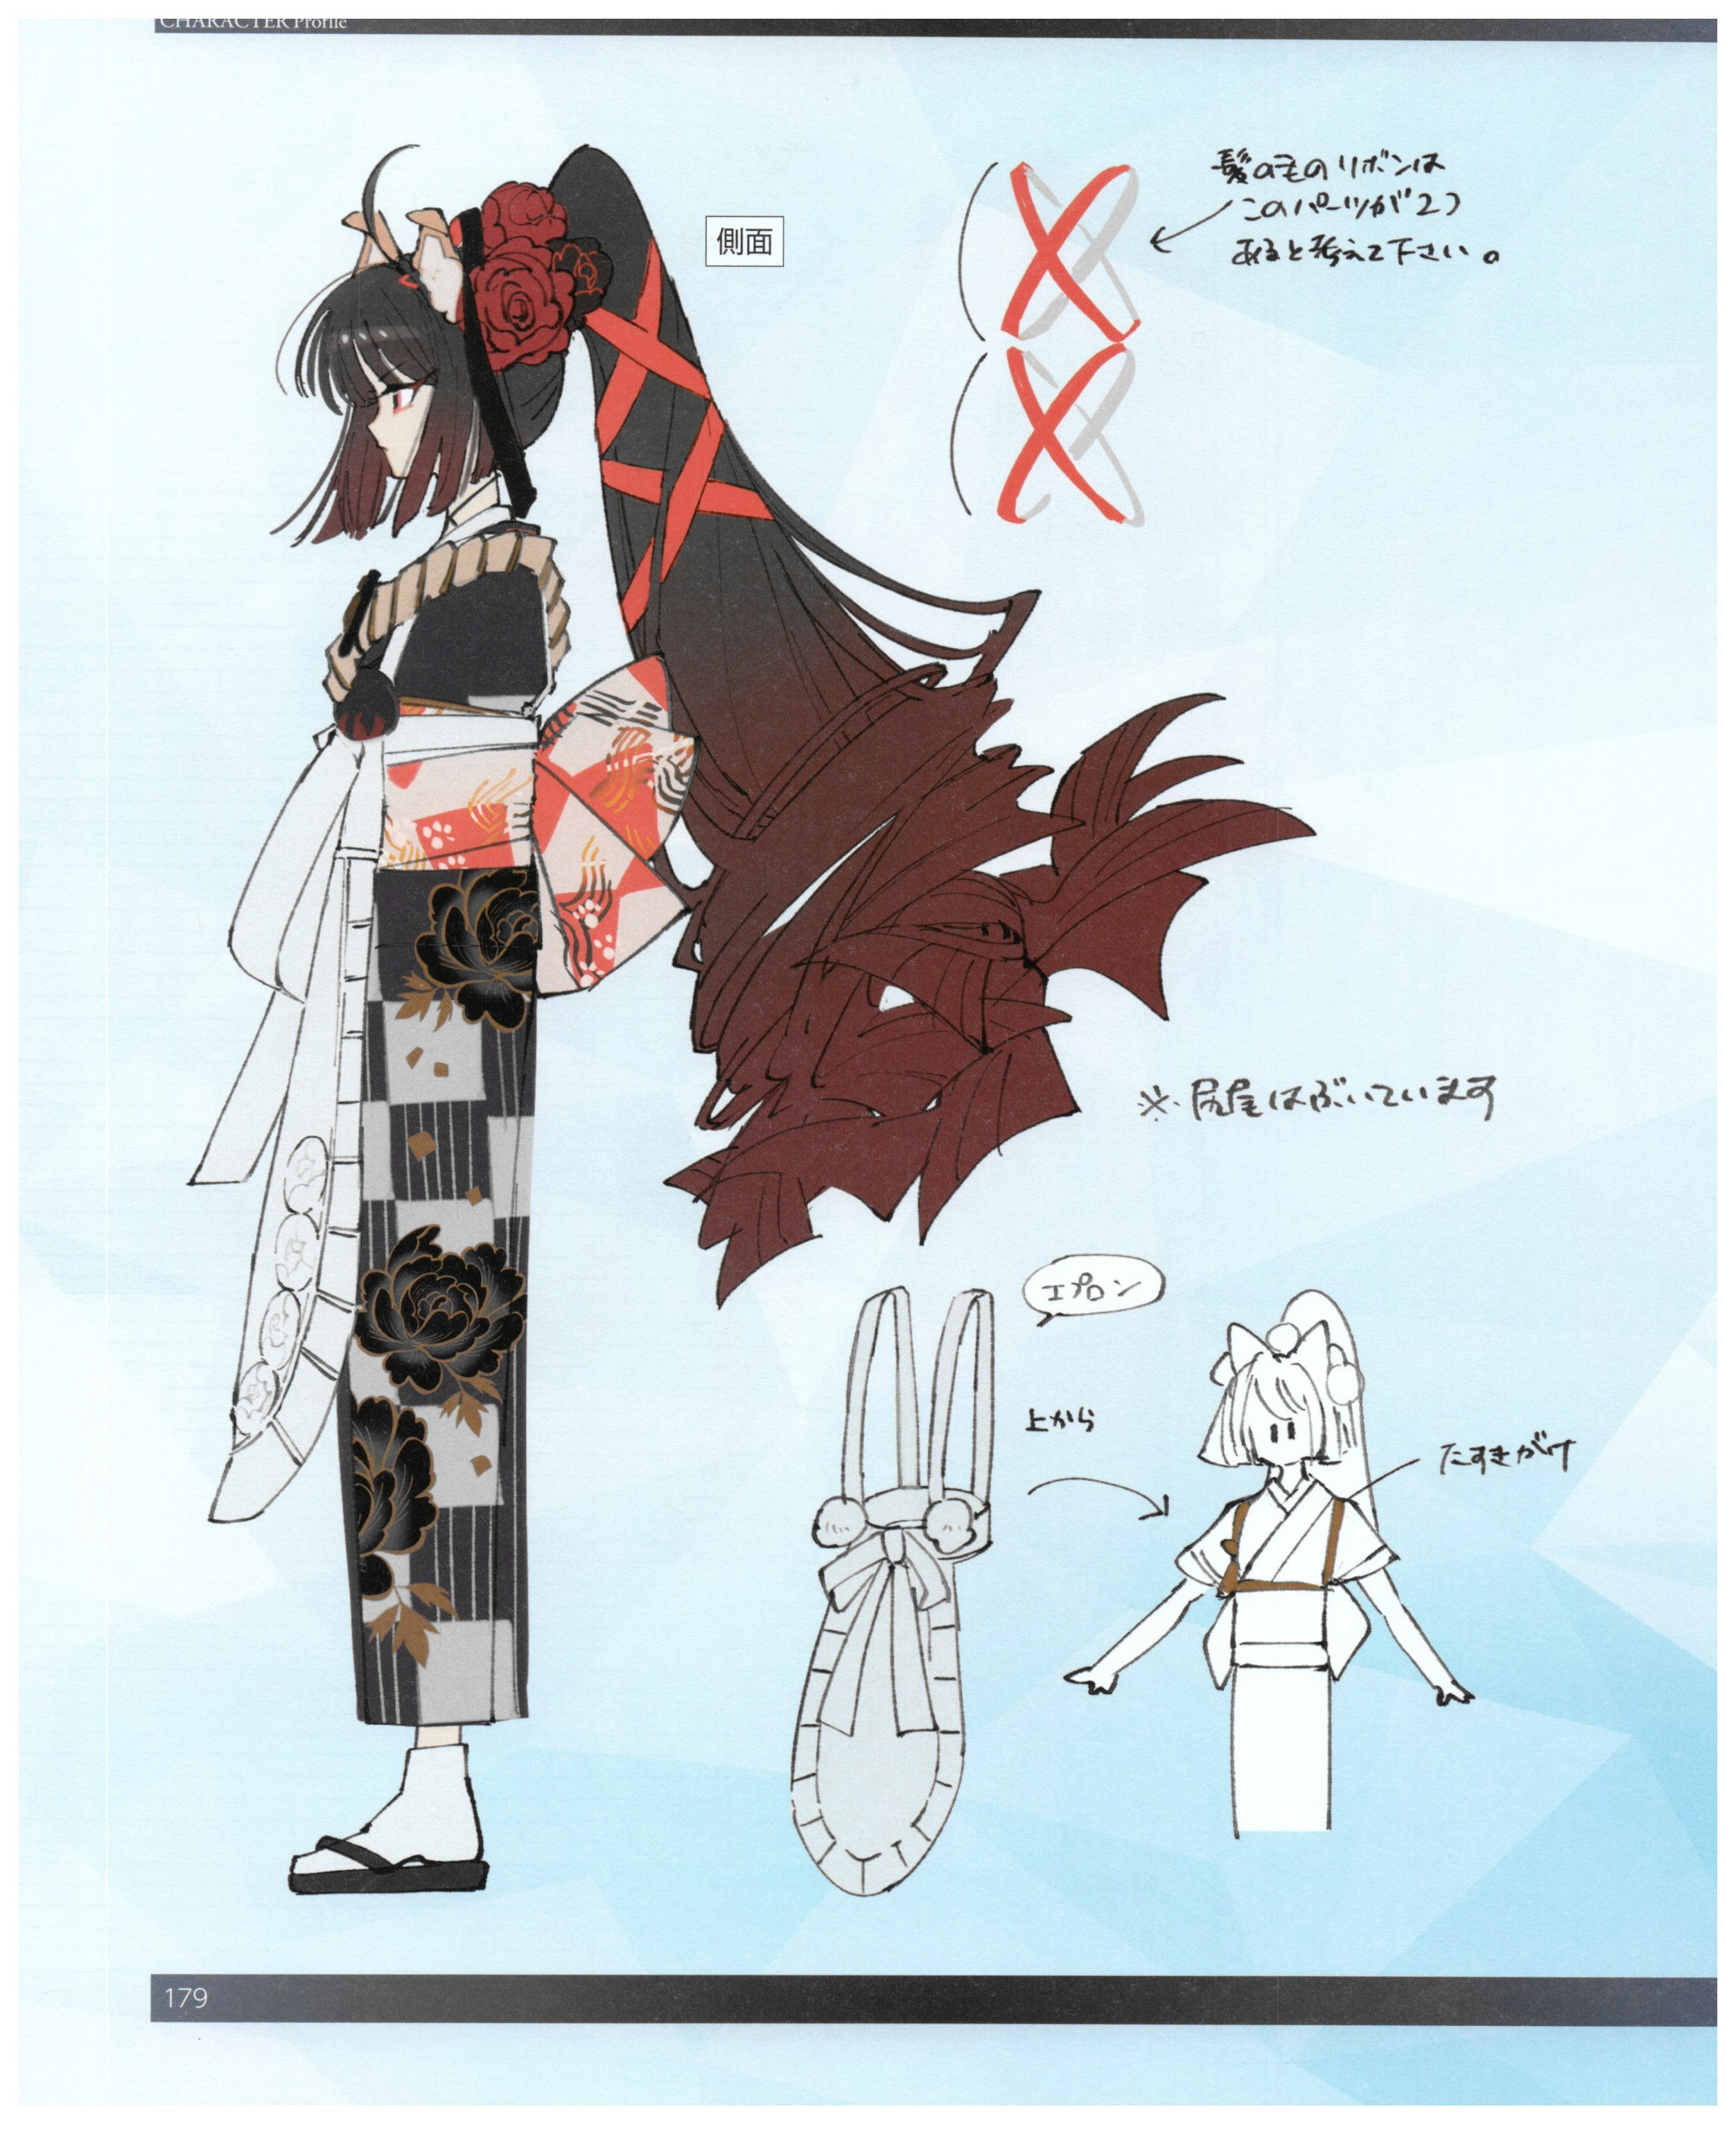 CHARACTER Profile
側面
髪のもの リボンは
このパーツが2つ
あると考えて下さい。
※尻尾はぶいています
エプロン
上から
たすきがけ
179